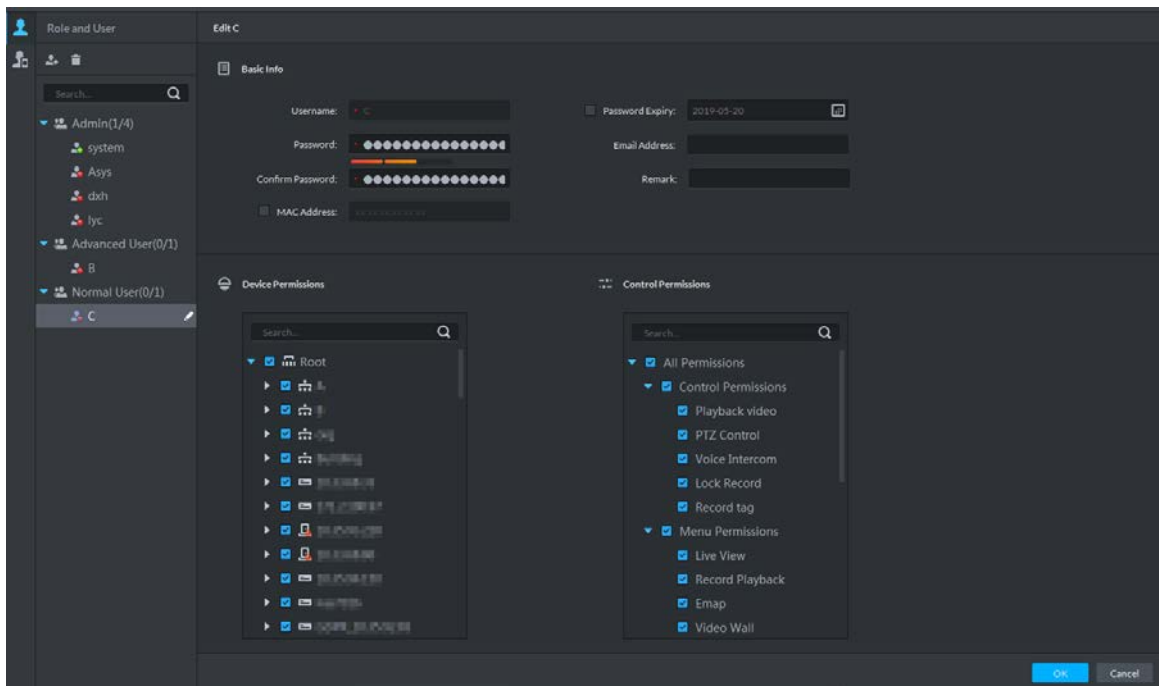 Role and User
Edit C
Search...
Admin(1/4)
system
Asys
dxh
lyc
Advanced User(0/1)
B
Normal User(0/1)
C
Basic Info
Username: * C
Password: *
Confirm Password: *
MAC Address:
Password Expiry: 2019-05-20
Email Address:
Remark:
Device Permissions
Search...
Root
Control Permissions
Search...
All Permissions
Control Permissions
Playback video
PTZ Control
Voice Intercom
Lock Record
Record tag
Menu Permissions
Live View
Record Playback
Emap
Video Wall
OK
Cancel